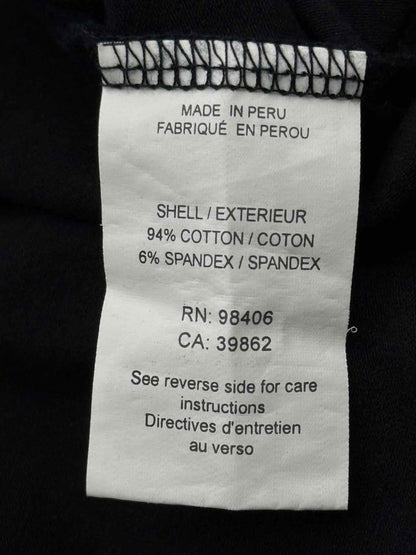 MADE IN PERU
FABRIQUÉ EN PEROU
SHELL / EXTERIEUR
94% COTTON / COTON
6% SPANDEX / SPANDEX
RN: 98406
CA: 39862
See reverse side for care
instructions
Directives d'entretien
au verso